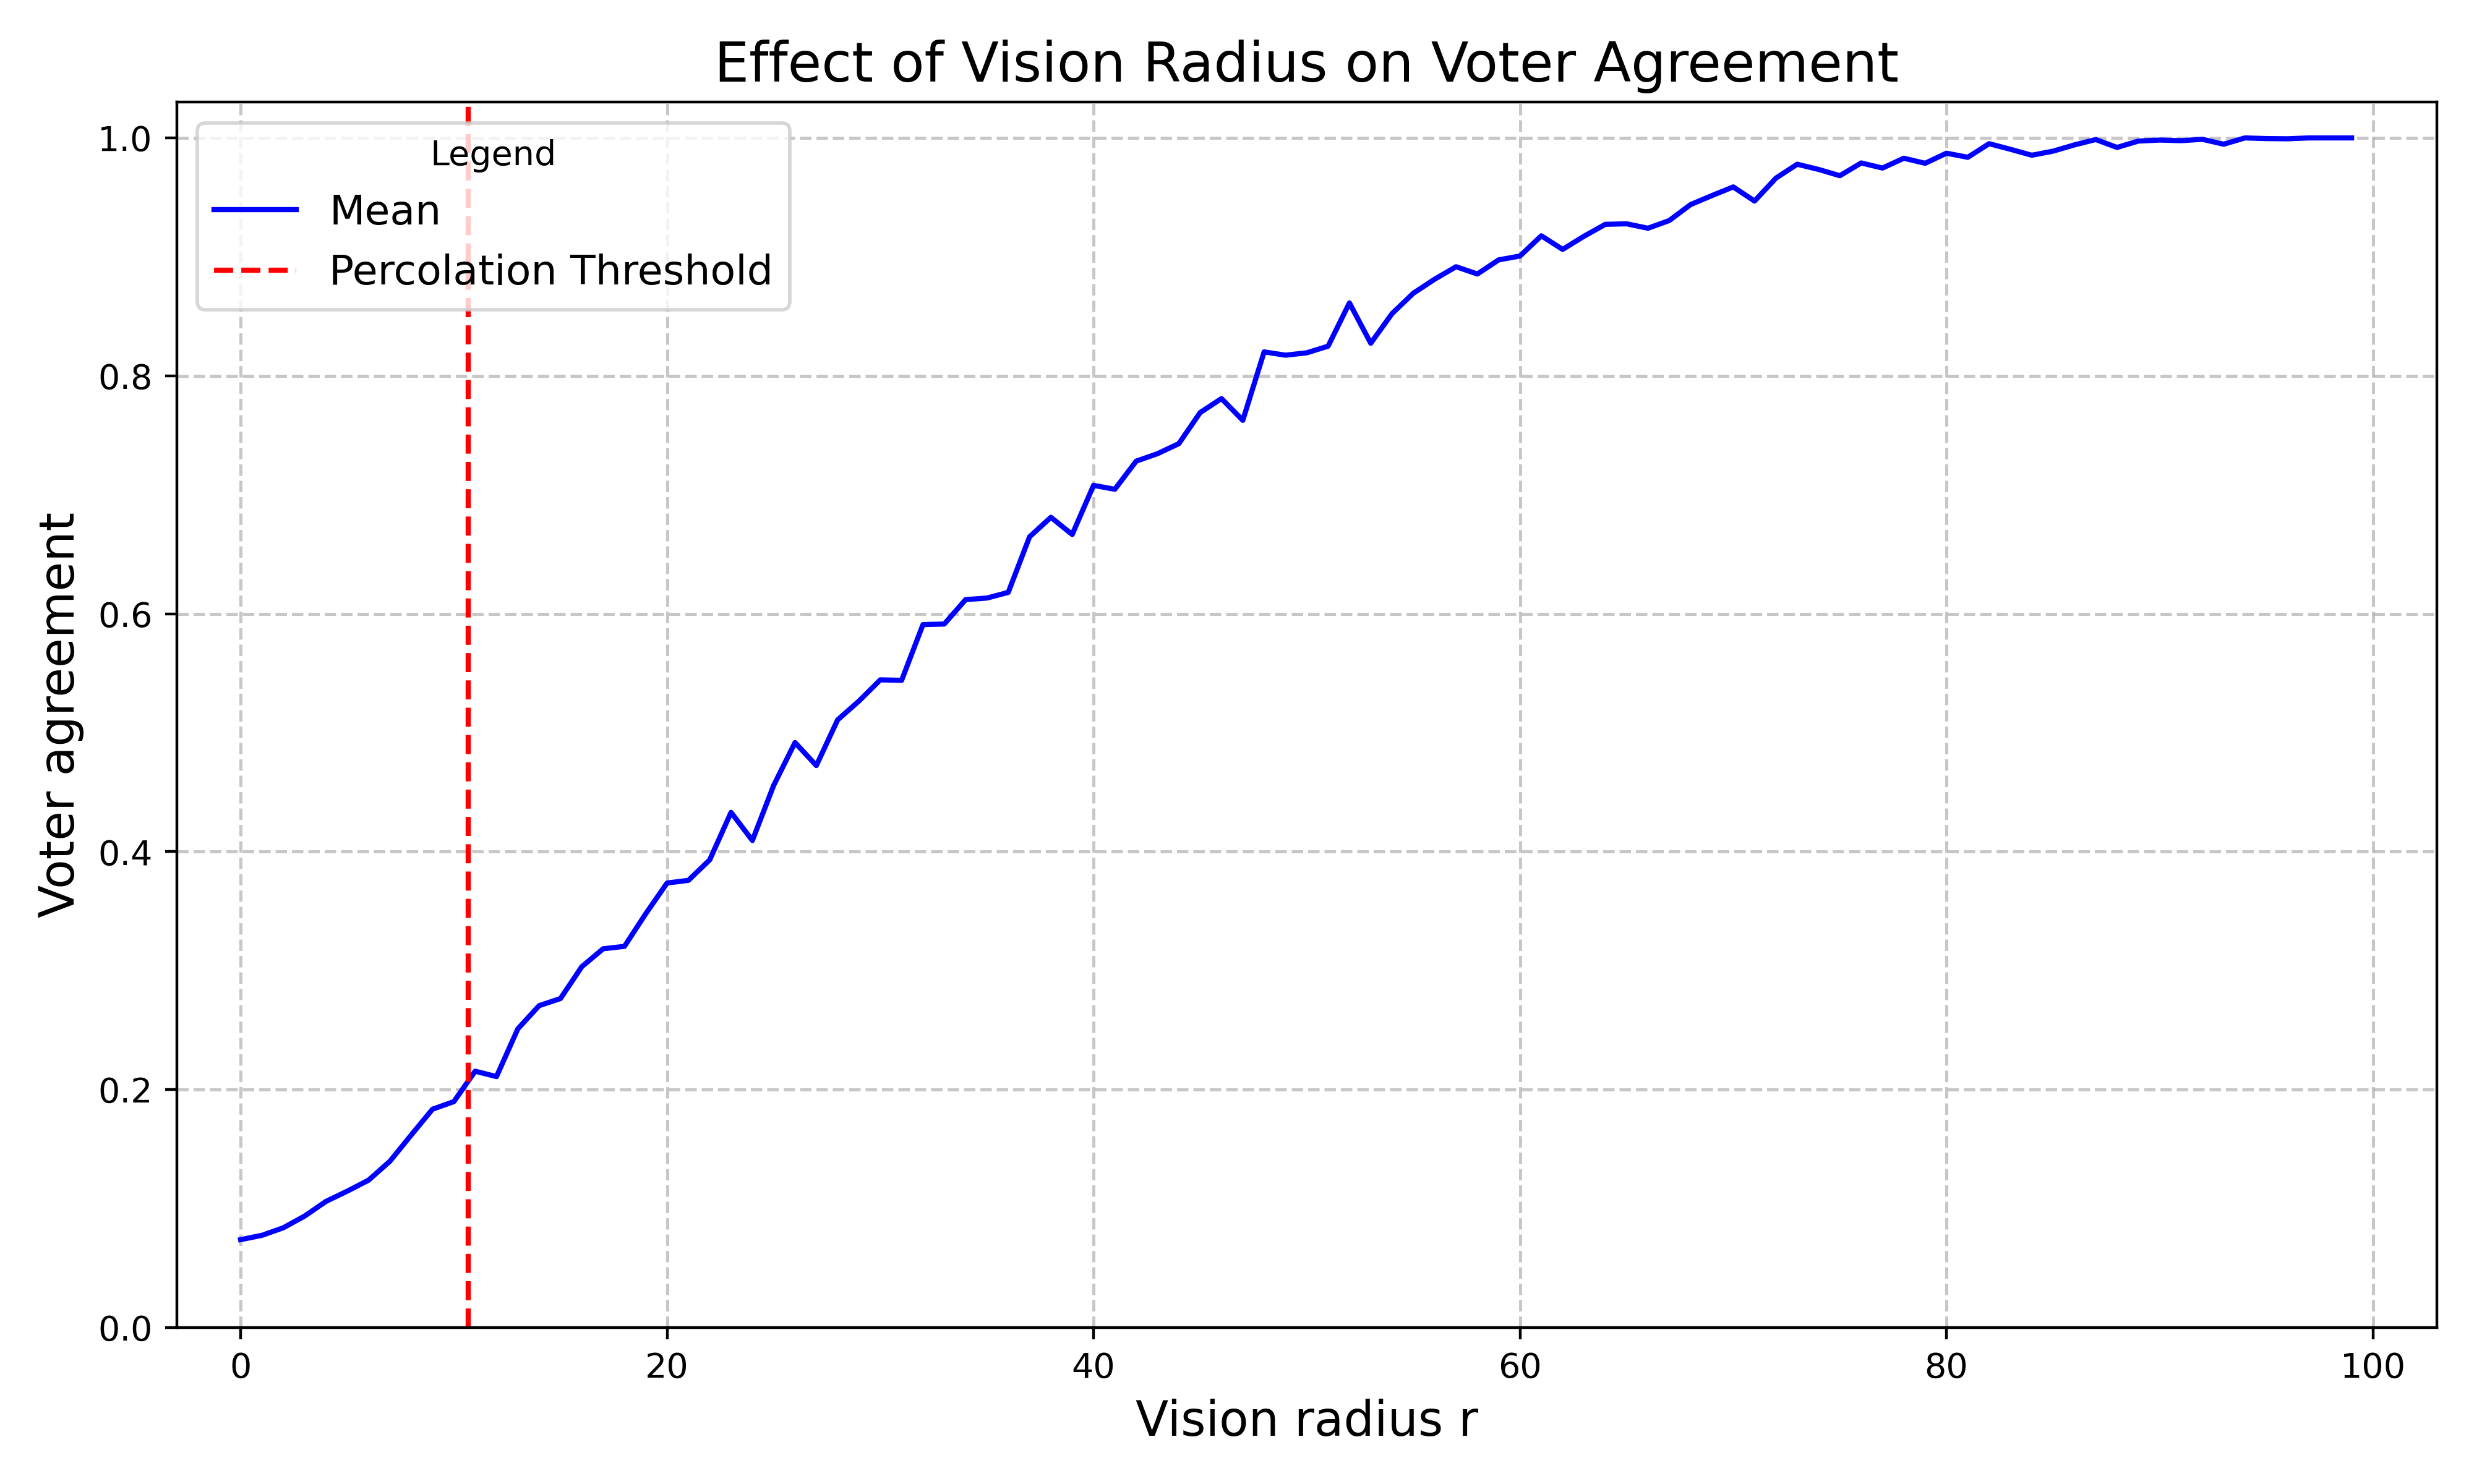 Effect of Vision Radius on Voter Agreement
Legend
Mean
Percolation Threshold
Voter agreement
1.0
0.8
0.6
0.4
0.2
0.0
0
20
40
60
80
100
Vision radius r